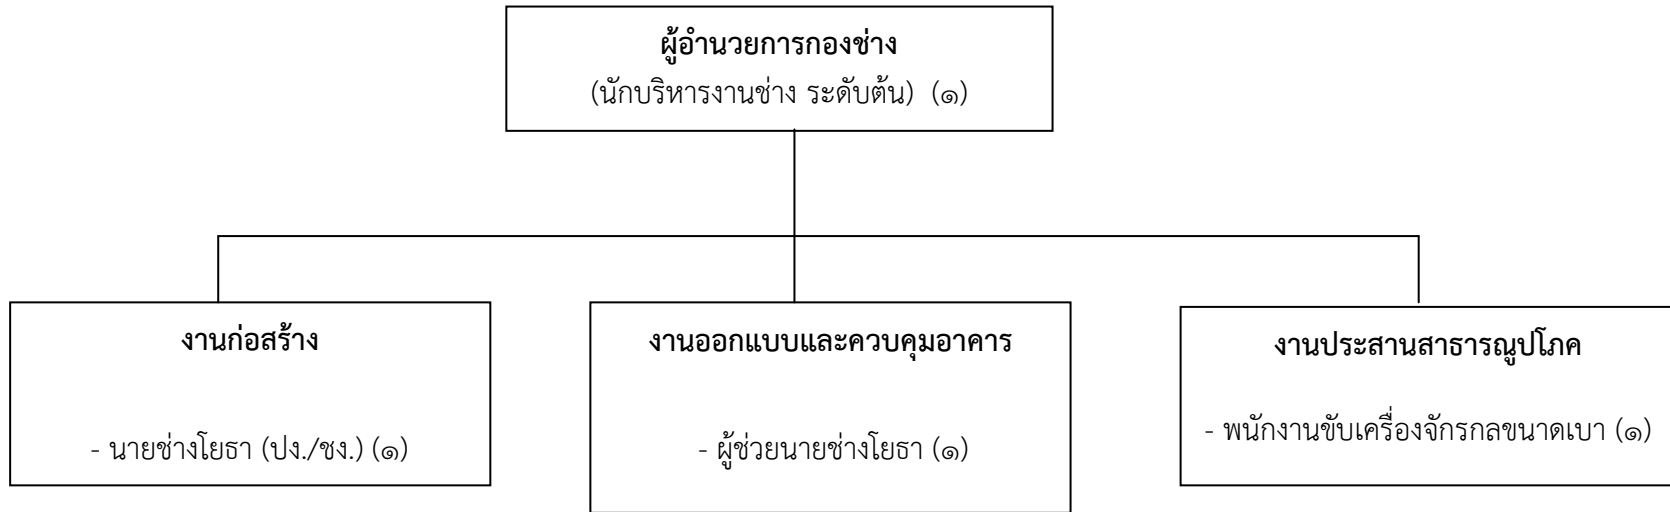 ผู้อำนวยการกองช่าง
(นักบริหารงานช่าง ระดับต้น) (๑)
งานก่อสร้าง
- นายช่างโยธา (ปง./ชง.) (๑)
งานออกแบบและควบคุมอาคาร
- ผู้ช่วยนายช่างโยธา (๑)
งานประสานสาธารณูปโภค
- พนักงานขับเครื่องจักรกลขนาดเบา (๑)